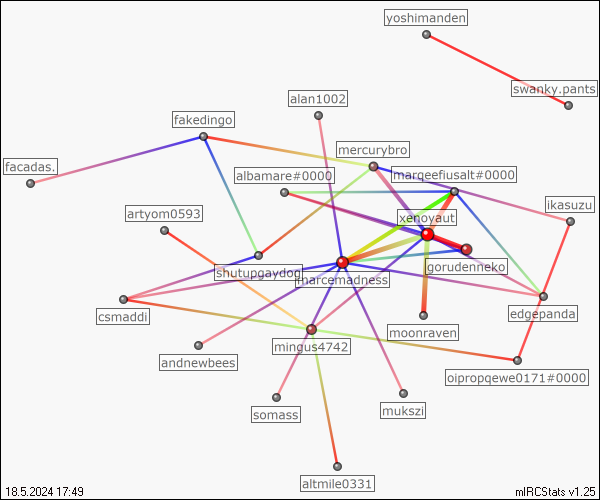 yoshimanden
swanky.pants
alan1002
fakedingo
mercurybro
facadas.
albamare#0000
marqeefiusalt#0000
ikasuzu
artyom0593
xenoyaut
shutupgaydog
gorudenneko
marcemadness
edgepanda
csmaddi
moonraven
mingus4742
andnewbees
oipropqewe0171#0000
somass
mukszi
altmile0331
18.5.2024 17:49
mIRCStats v1.25